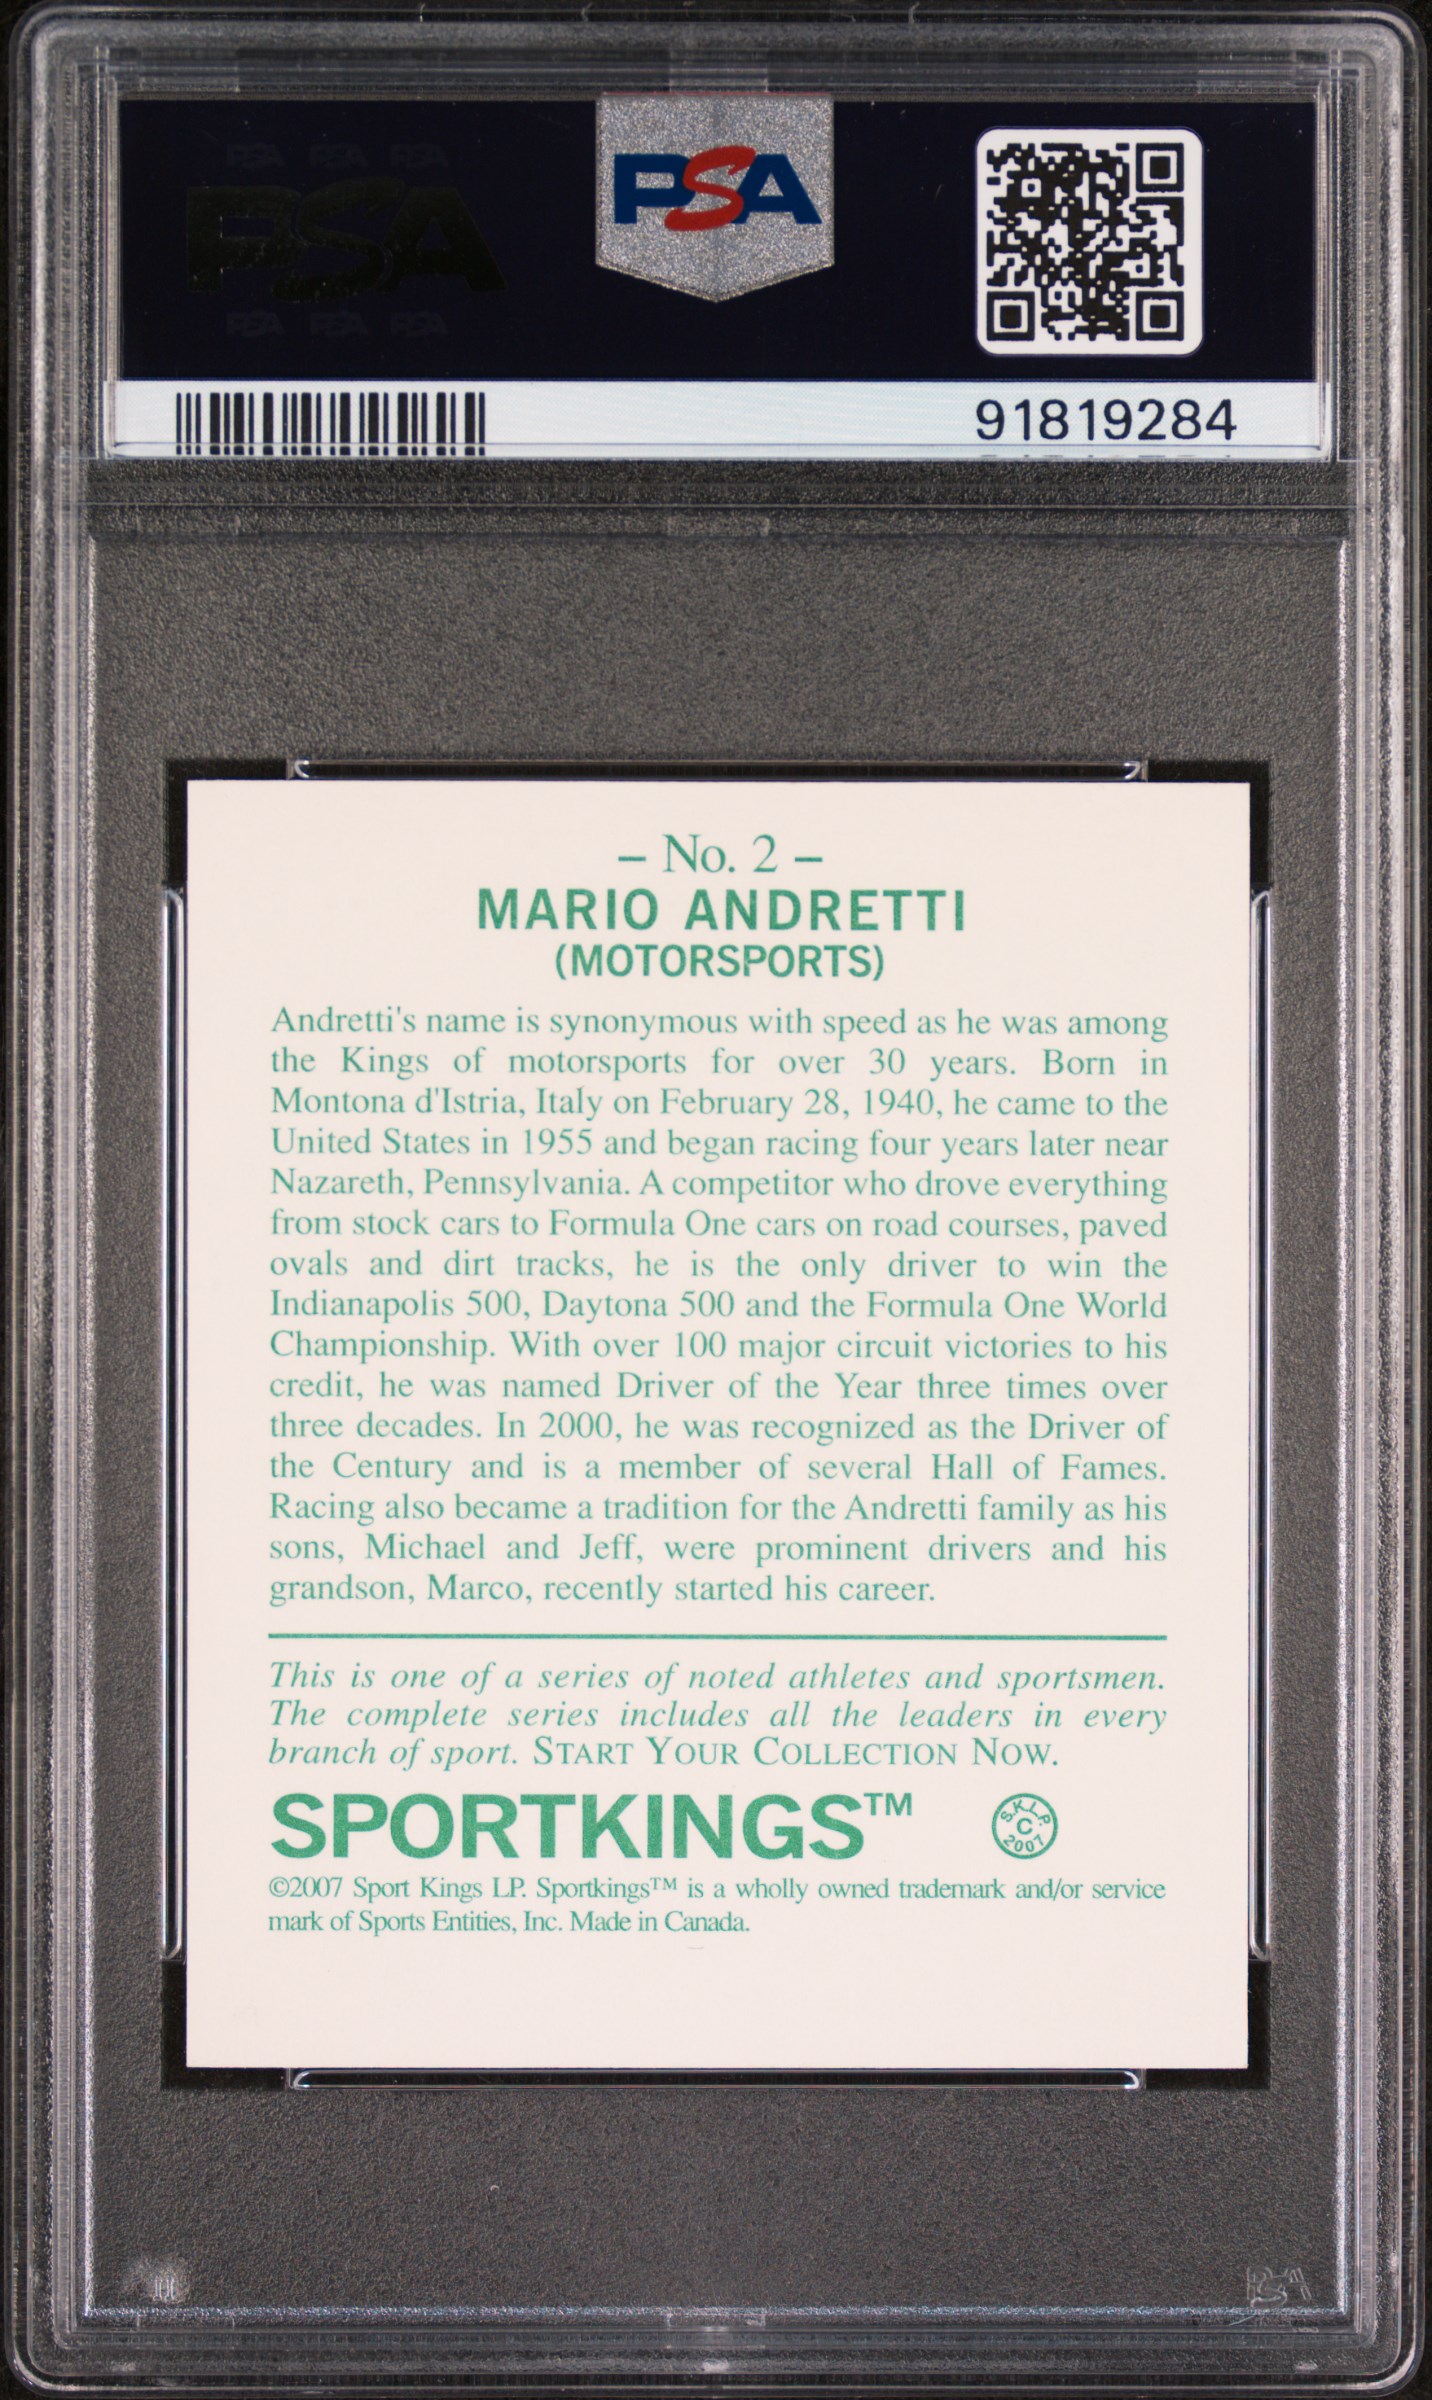 PSA PSA PSA
PSA
PSA PSA PSA
PSA
91819284
– No. 2 –
MARIO ANDRETTI
(MOTORSPORTS)
Andretti's name is synonymous with speed as he was among
the Kings of motorsports for over 30 years. Born in
Montona d'Istria, Italy on February 28, 1940, he came to the
United States in 1955 and began racing four years later near
Nazareth, Pennsylvania. A competitor who drove everything
from stock cars to Formula One cars on road courses, paved
ovals and dirt tracks, he is the only driver to win the
Indianapolis 500, Daytona 500 and the Formula One World
Championship. With over 100 major circuit victories to his
credit, he was named Driver of the Year three times over
three decades. In 2000, he was recognized as the Driver of
the Century and is a member of several Hall of Fames.
Racing also became a tradition for the Andretti family as his
sons, Michael and Jeff, were prominent drivers and his
grandson, Marco, recently started his career.
This is one of a series of noted athletes and sportsmen.
The complete series includes all the leaders in every
branch of sport. START YOUR COLLECTION NOW.
SPORTKINGS™
S.K.L.P.
C
2007
©2007 Sport Kings LP. Sportkings™ is a wholly owned trademark and/or service
mark of Sports Entities, Inc. Made in Canada.
PSA